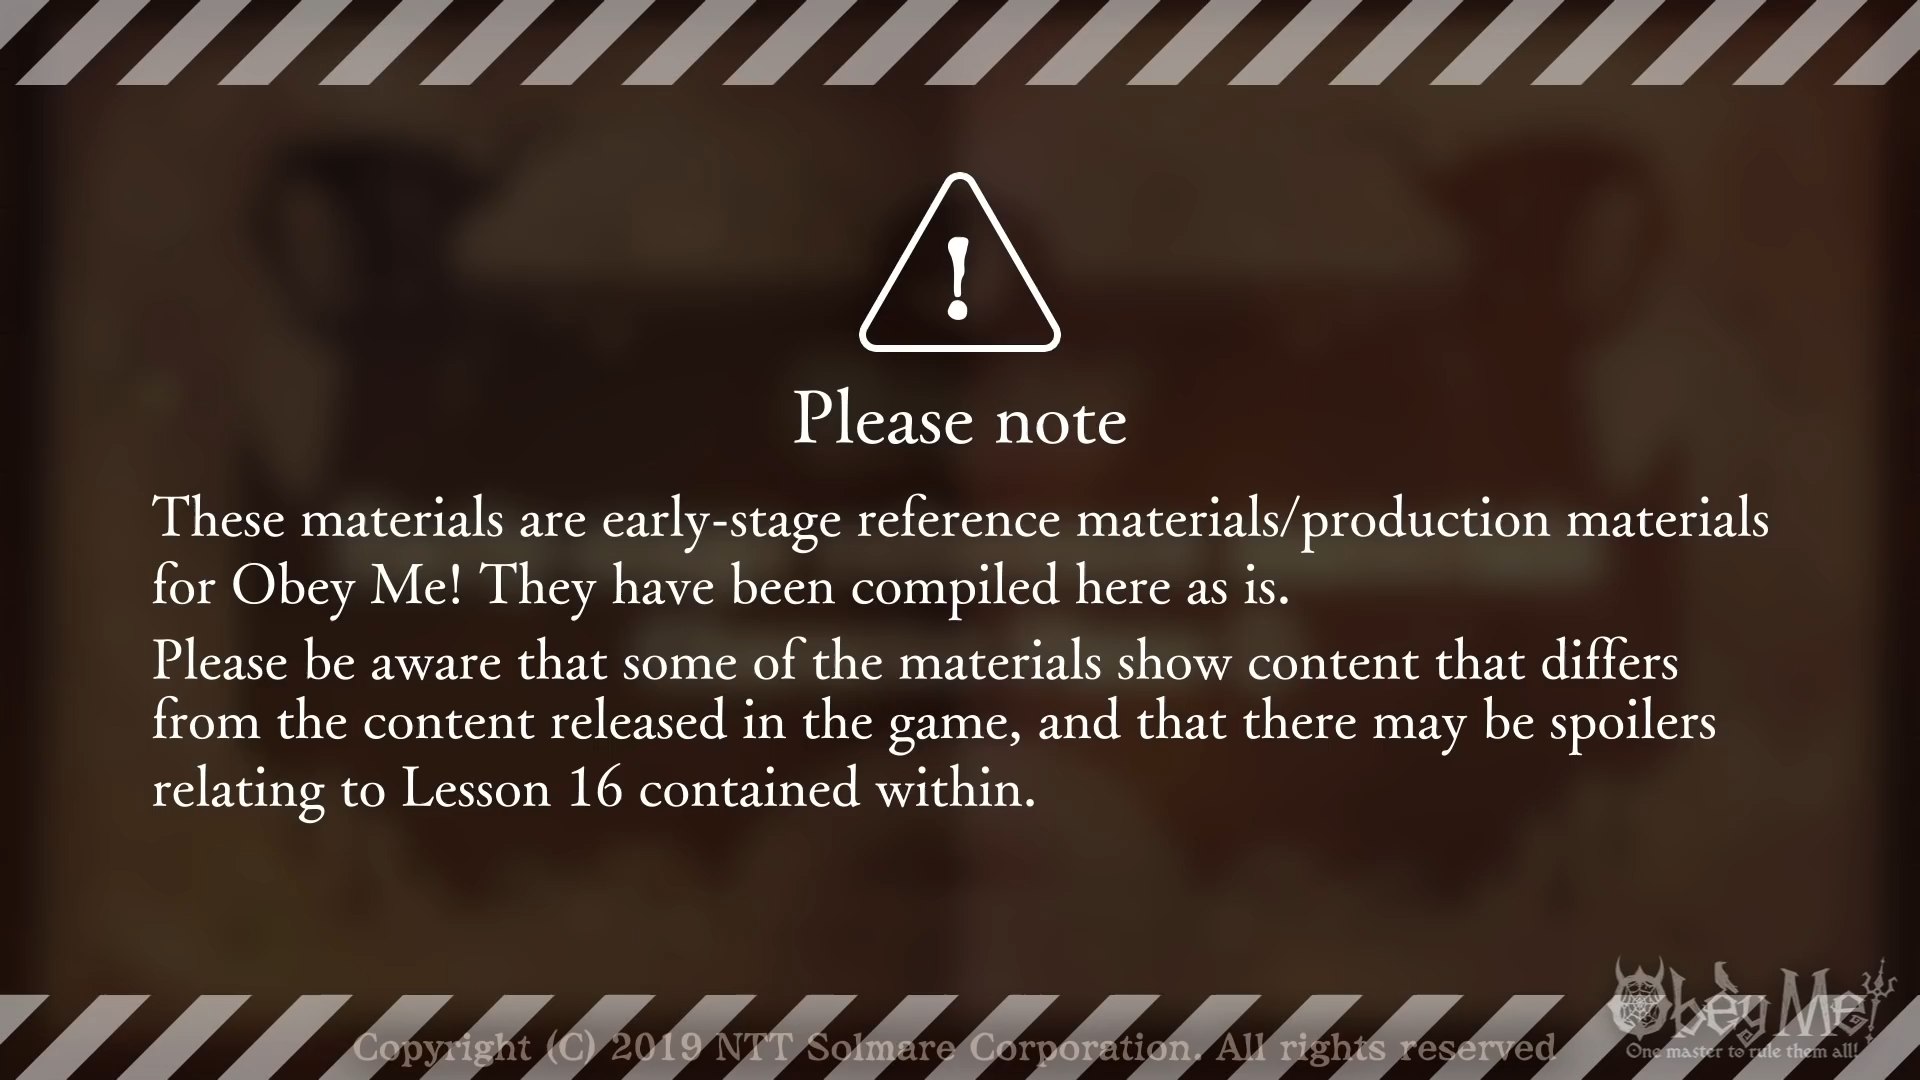 Please note
These materials are early-stage reference materials/production materials
for Obey Me! They have been compiled here as is.
Please be aware that some of the materials show content that differs
from the content released in the game, and that there may be spoilers
relating to Lesson 16 contained within.
Obey Me!
One master to rule them all!
Copyright (C) 2019 NTT Solmare Corporation. All rights reserved